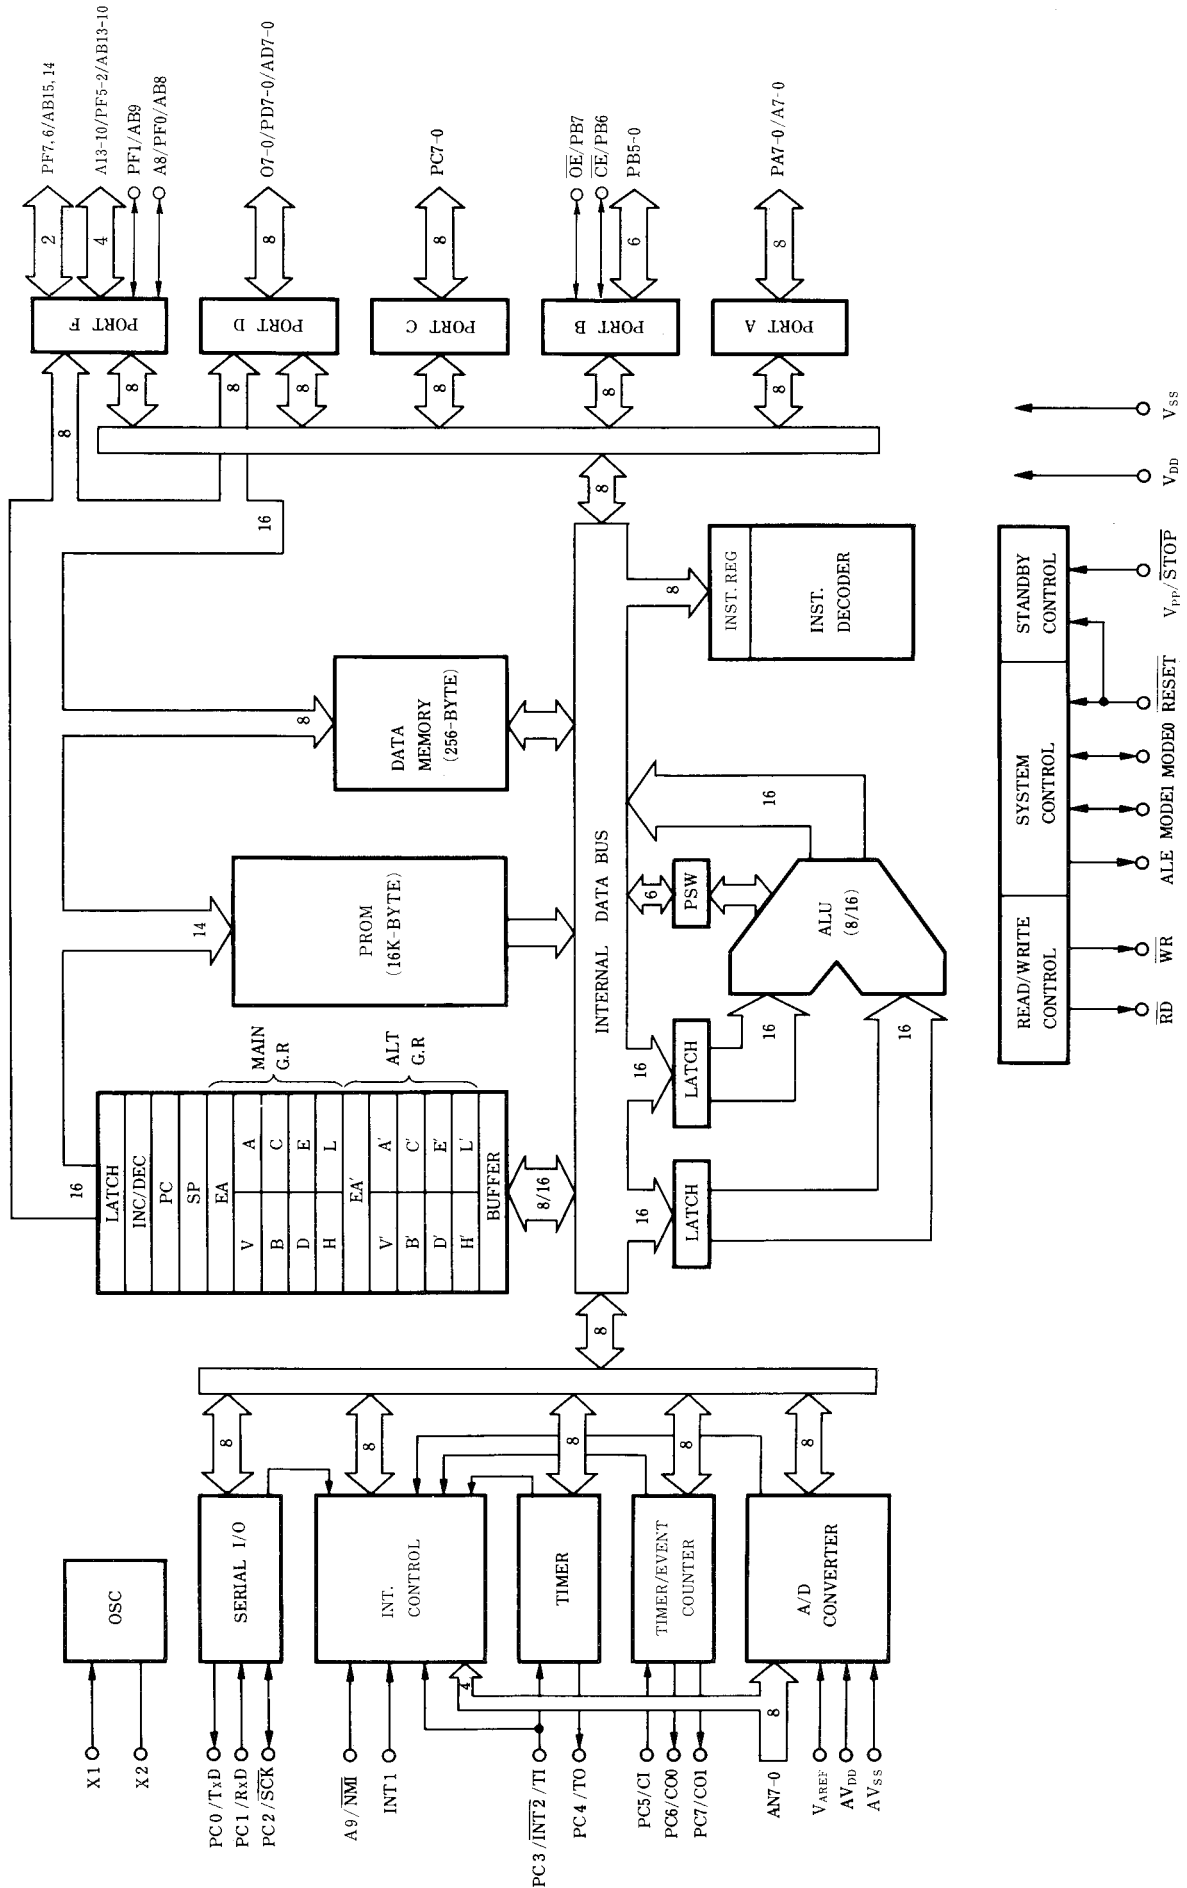 X1
X2
OSC
PC0/TxD
PC1/RxD
PC2/SCK
SERIAL I/O
8
A9/NMI
INT1
INT.
CONTROL
8
4
PC3/INT2/TI
PC4/TO
TIMER
8
PC5/CI
PC6/CO0
PC7/CO1
TIMER/EVENT
COUNTER
8
AN7-0
8
VAREF
AVDD
AVSS
A/D
CONVERTER
8
8
16
LATCH
INC/DEC
PC
SP
EA
V A
B C
D E
H L
EA'
V' A'
B' C'
D' E'
H' L'
BUFFER
MAIN
G.R
ALT
G.R
8/16
14
PROM
(16K-BYTE)
8
DATA
MEMORY
(256-BYTE)
16
INTERNAL DATA BUS
16
LATCH
16
16
LATCH
16
6
PSW
ALU
(8/16)
16
8
INST.REG
INST.
DECODER
8
8
8
PORT F
2
PF7,6/AB15,14
4
A13-10/PF5-2/AB13-10
PF1/AB9
A8/PF0/AB8
8
8
PORT D
8
O7-0/PD7-0/AD7-0
8
PORT C
8
PC7-0
8
PORT B
OE/PB7
CE/PB6
6
PB5-0
8
PORT A
8
PA7-0/A7-0
READ/WRITE
CONTROL
SYSTEM
CONTROL
STANDBY
CONTROL
RD
WR
ALE
MODE1
MODE0
RESET
VPP/STOP
VDD
VSS